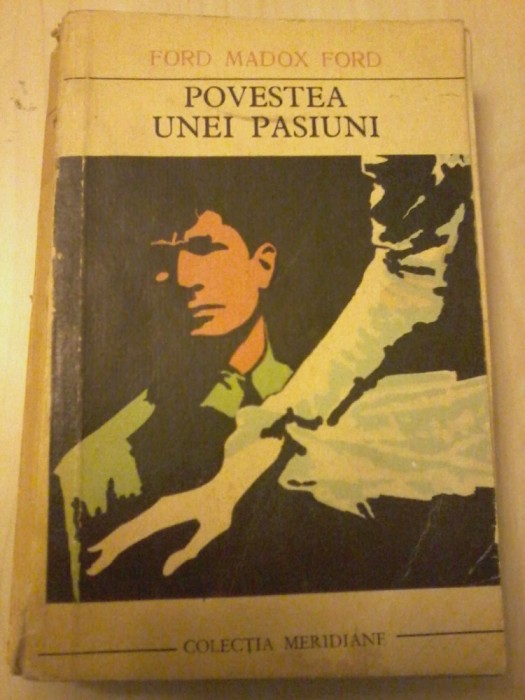 FORD MADOX FORD
POVESTEA
UNEI PASIUNI
COLECȚIA MERIDIANE